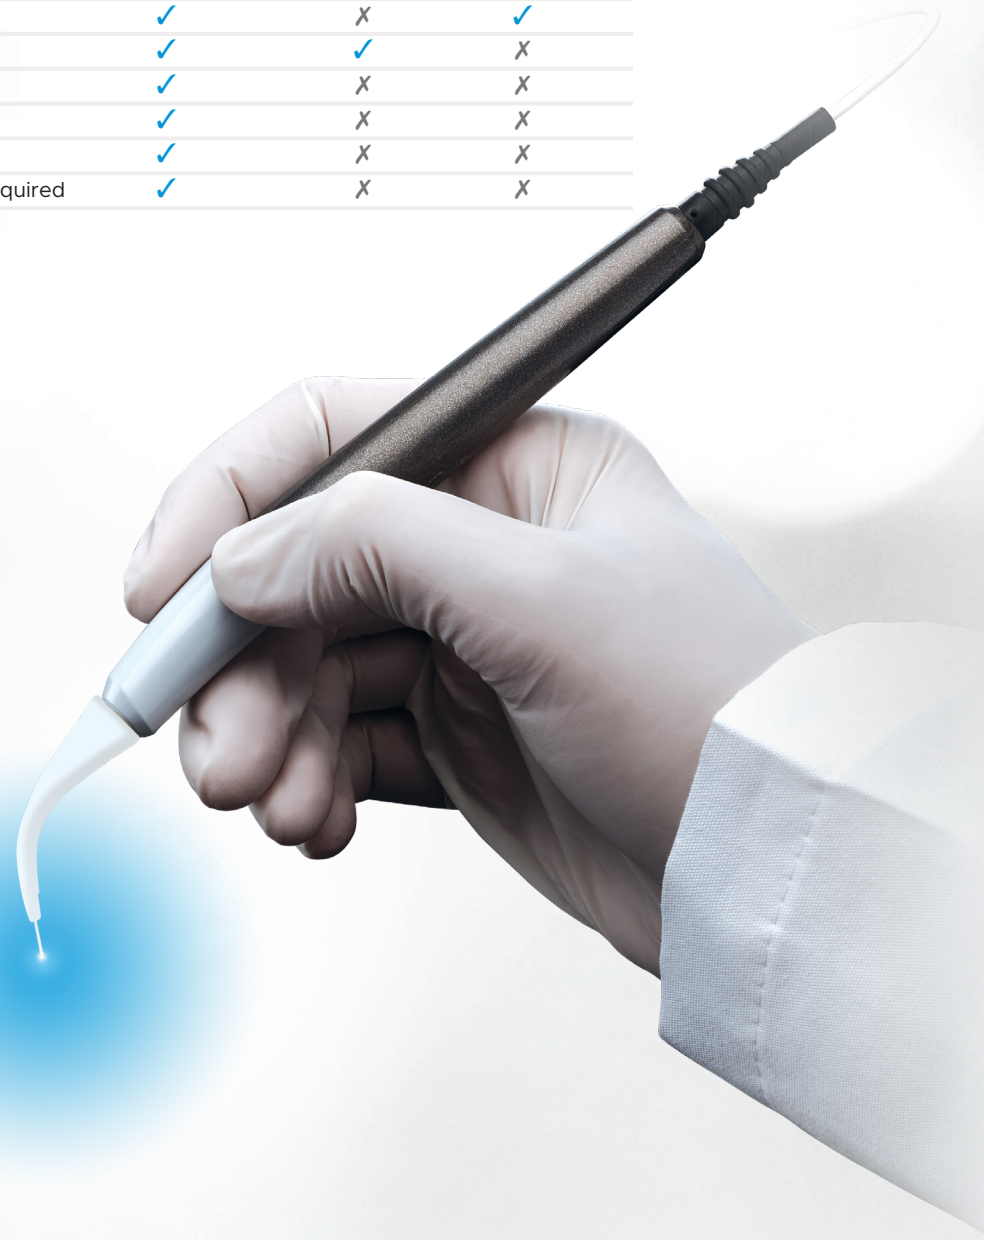 ✓ ✗ ✓
✓ ✓ ✗
✓ ✗ ✗
✓ ✗ ✗
✓ ✗ ✗
quired ✓ ✗ ✗